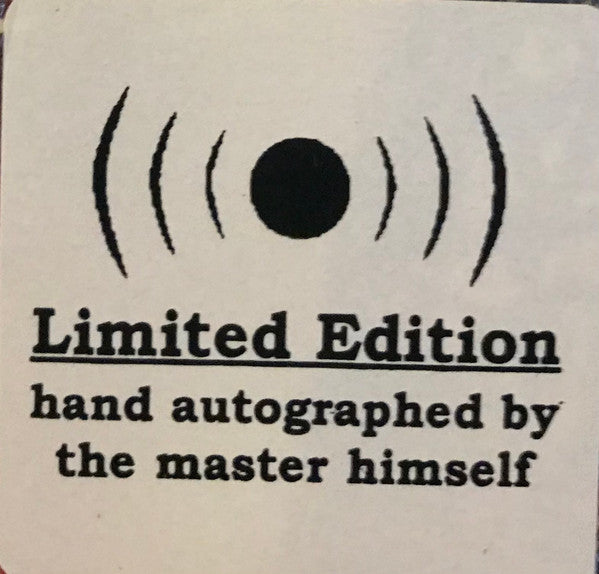 Limited Edition
hand autographed by
the master himself